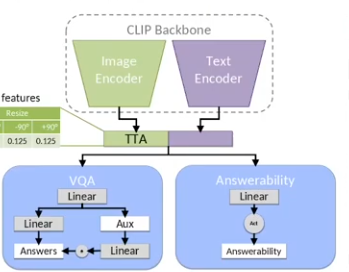 CLIP Backbone
Image
Encoder
Text
Encoder
features
Resize
-90° +90°
0.125 0.125
TTA
VQA
Linear
Linear
Aux
Answers
Linear
Answerability
Linear
Act
Answerability